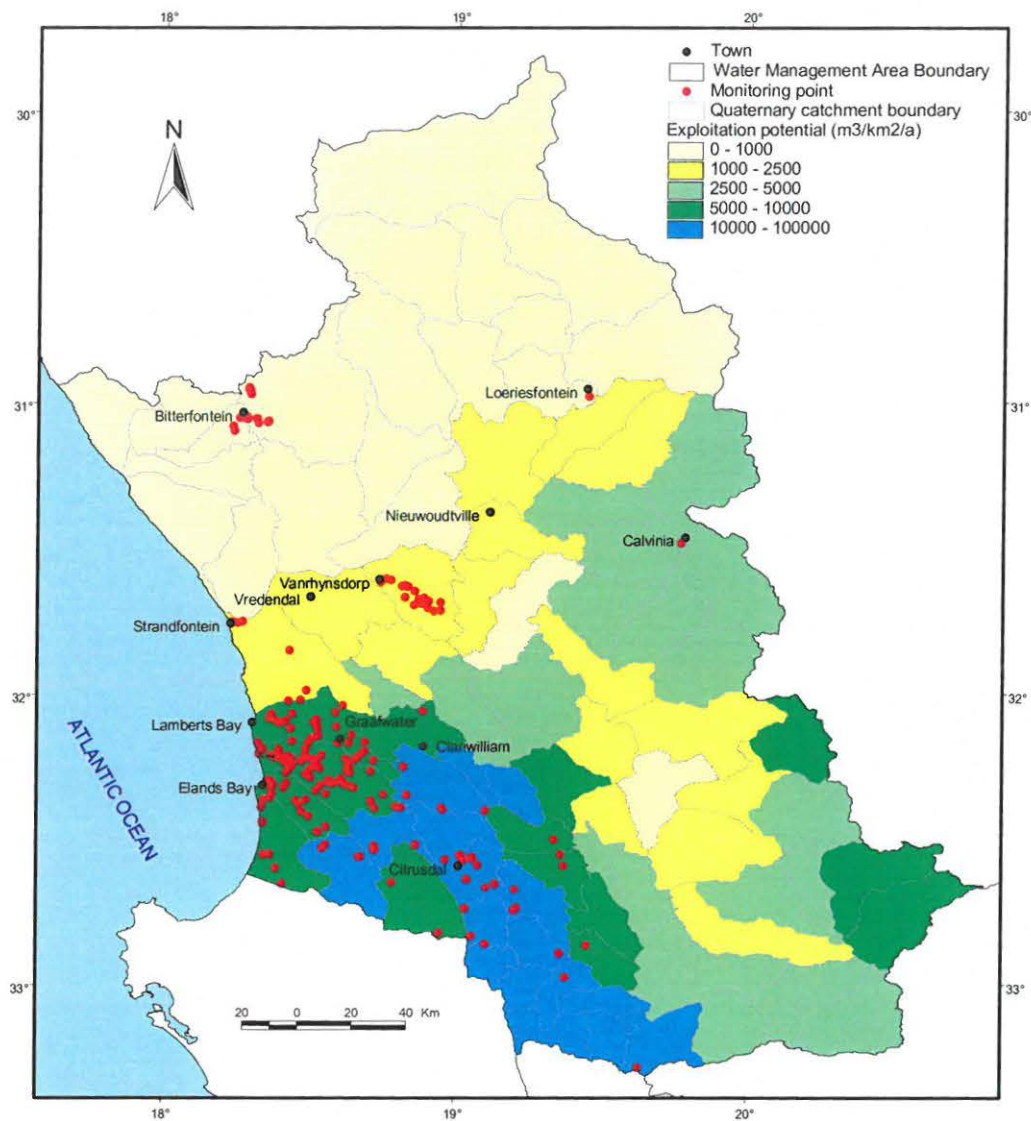 18°
19°
20°
Town
Water Management Area Boundary
Monitoring point
Quaternary catchment boundary
Exploitation potential (m3/km2/a)
0 - 1000
1000 - 2500
2500 - 5000
5000 - 10000
10000 - 100000
30°
30°
N
Loeriesfontein
31°
31°
Bitterfontein
Nieuwoudtville
Calvinia
Vanrhynsdorp
Vredendal
Strandfontein
32°
32°
Lamberts Bay
Graafwater
Clanwilliam
ATLANTIC OCEAN
Elands Bay
Citrusdal
33°
33°
20 0 20 40 Km
18°
19°
20°